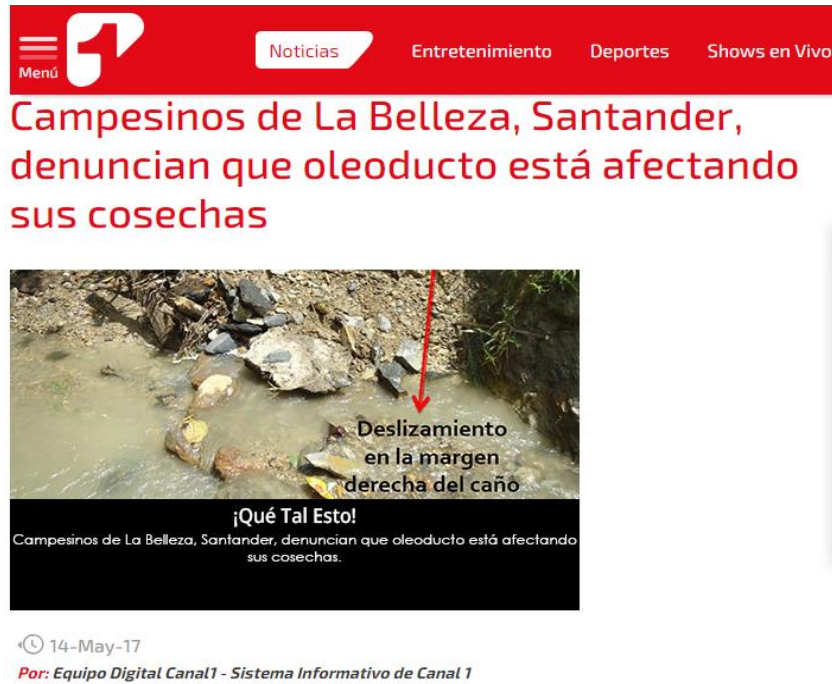 Menú
1
Noticias
Entretenimiento
Deportes
Shows en Vivo
Campesinos de La Belleza, Santander,
denuncian que oleoducto está afectando
sus cosechas
Deslizamiento
en la margen
derecha del caño
¡Qué Tal Esto!
Campesinos de La Belleza, Santander, denuncian que oleoducto está afectando
sus cosechas.
14-May-17
Por: Equipo Digital Canal1 - Sistema Informativo de Canal 1